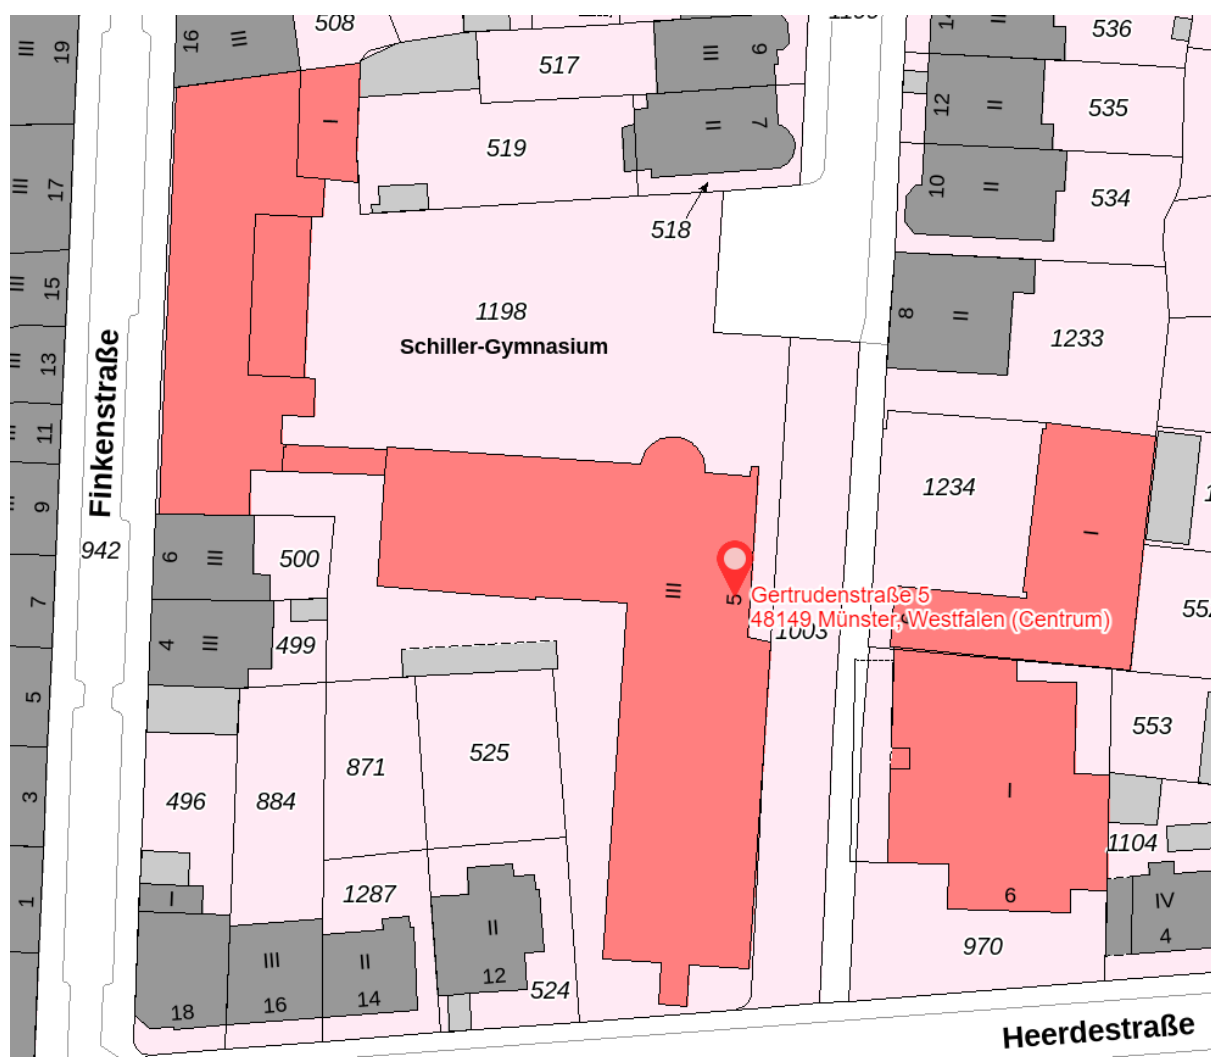 16
III
508
536
III
19
517
III
9
12
II
535
I
519
II
7
III
17
10
II
534
518
III
15
1198
Schiller-Gymnasium
8
II
1233
III
13
Finkenstraße
11
1234
9
I
942
6
III
500
III
5
Gertrudenstraße 5
48149 Münster, Westfalen (Centrum)
7
4
III
499
1003
5
553
525
871
3
496
884
I
1104
1
I
1287
6
IV
4
II
970
III
II
12
18
16
14
524
Heerdestraße